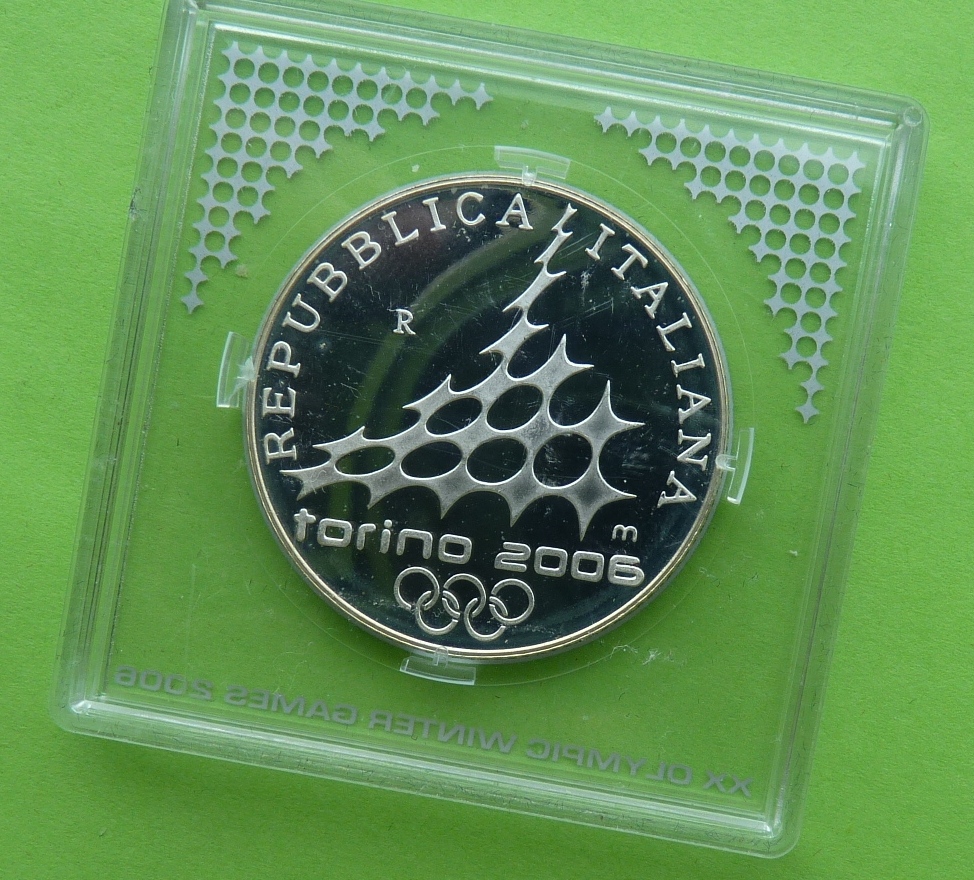 REPUBBLICA ITALIANA
R
m
torino 2006
XX OLYMPIC WINTER GAMES 2006